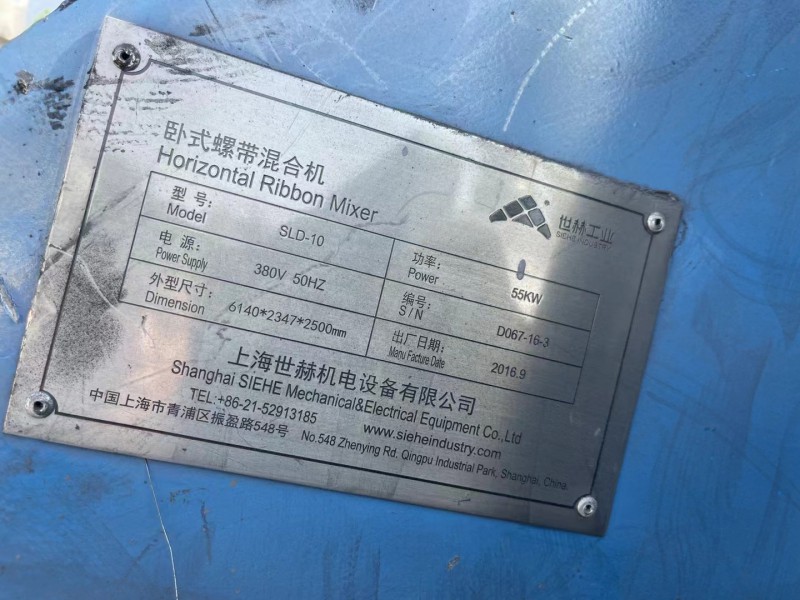 卧式螺带混合机
Horizontal Ribbon Mixer
世赫工业
SIEHE INDUSTRY
型 号:
Model
SLD-10
功率:
Power
55KW
电 源:
Power Supply
380V 50HZ
编号:
S/N
D067-16-3
外型尺寸:
Dimension
6140*2347*2500mm
出厂日期:
Manu Facture Date
2016.9
上海世赫机电设备有限公司
Shanghai SIEHE Mechanical&Electrical Equipment Co.,Ltd
TEL:+86-21-52913185 www.sieheindustry.com
中国上海市青浦区振盈路548号 No.548 Zhenying Rd, Qingpu Industrial Park, Shanghai, China.